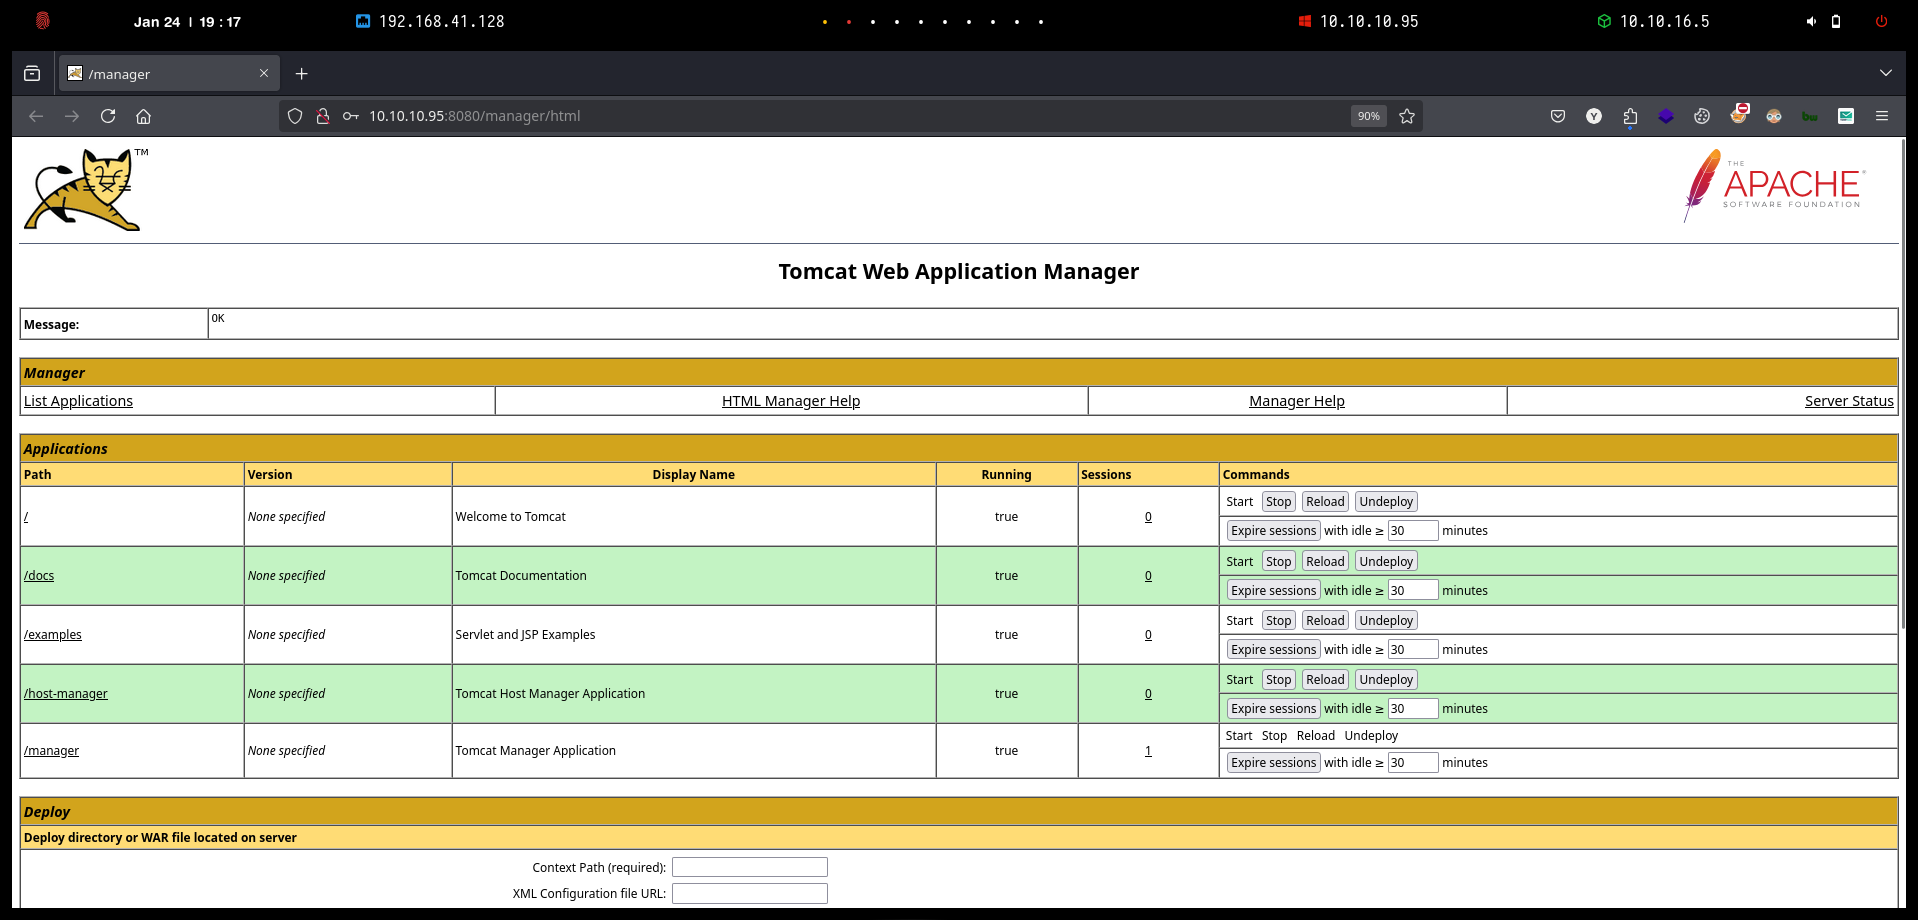 Jan 24 | 19:17 192.168.41.128 10.10.10.95 10.10.16.5
/manager
10.10.10.95:8080/manager/html 90% Y bw
TM
THE
APACHE
SOFTWARE FOUNDATION
Tomcat Web Application Manager
Message: OK
Manager
List Applications HTML Manager Help Manager Help Server Status
Applications
Path Version Display Name Running Sessions Commands
/ None specified Welcome to Tomcat true 0 Start Stop Reload Undeploy
Expire sessions with idle ≥ 30 minutes
/docs None specified Tomcat Documentation true 0 Start Stop Reload Undeploy
Expire sessions with idle ≥ 30 minutes
/examples None specified Servlet and JSP Examples true 0 Start Stop Reload Undeploy
Expire sessions with idle ≥ 30 minutes
/host-manager None specified Tomcat Host Manager Application true 0 Start Stop Reload Undeploy
Expire sessions with idle ≥ 30 minutes
/manager None specified Tomcat Manager Application true 1 Start Stop Reload Undeploy
Expire sessions with idle ≥ 30 minutes
Deploy
Deploy directory or WAR file located on server
Context Path (required):
XML Configuration file URL: